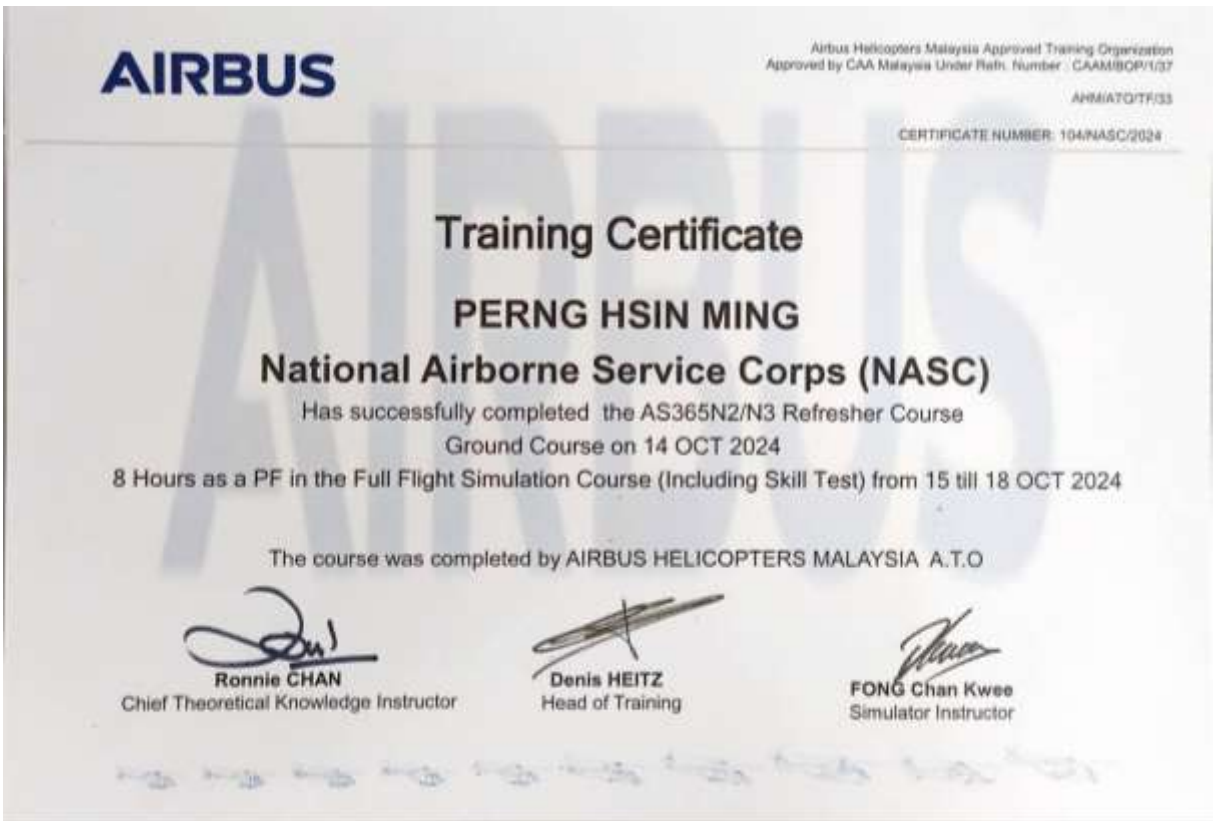 AIRBUS
Airbus Helicopters Malaysia Approved Training Organization
Approved by CAA Malaysia Under Refn. Number : CAAM/BOP/1/37
AHM/ATO/TF/33
CERTIFICATE NUMBER: 104/NASC/2024
AIRBUS
Training Certificate
PERNG HSIN MING
National Airborne Service Corps (NASC)
Has successfully completed the AS365N2/N3 Refresher Course
Ground Course on 14 OCT 2024
8 Hours as a PF in the Full Flight Simulation Course (Including Skill Test) from 15 till 18 OCT 2024
The course was completed by AIRBUS HELICOPTERS MALAYSIA A.T.O
Ronnie CHAN
Chief Theoretical Knowledge Instructor
Denis HEITZ
Head of Training
FONG Chan Kwee
Simulator Instructor